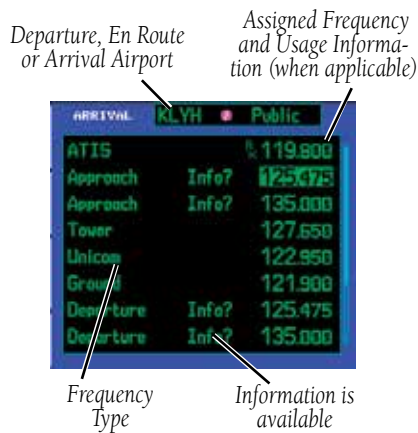 Departure, En Route
or Arrival Airport
Assigned Frequency
and Usage Informa-
tion (when applicable)
ARRIVAL KLYH Public
ATIS Rx 119.800
Approach Info? 125.475
Approach Info? 135.000
Tower 127.650
Unicom 122.950
Ground 121.900
Departure Info? 125.475
Departure Info? 135.000
Frequency
Type
Information is
available